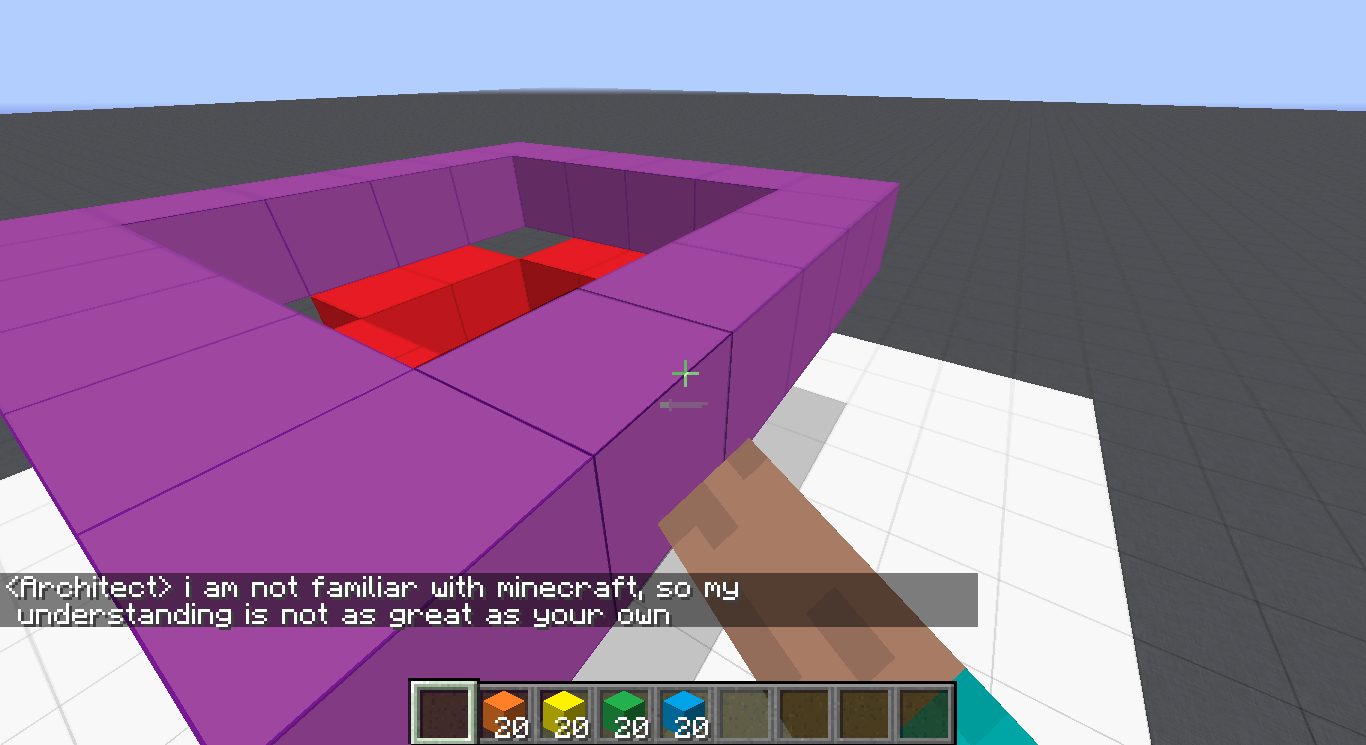 <Architect> i am not familiar with minecraft, so my
understanding is not as great as your own
20 20 20 20